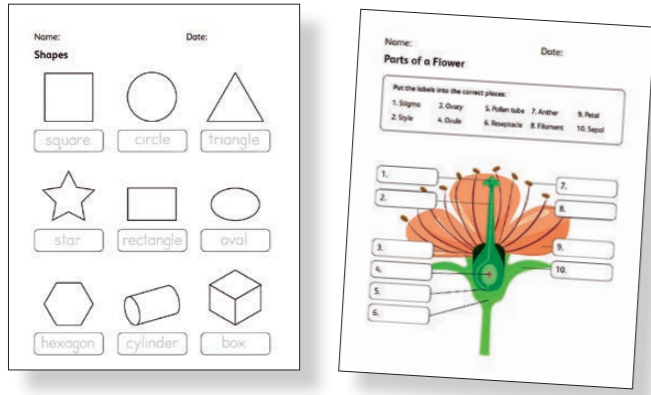 Name: Date:
Shapes
square circle triangle
star rectangle oval
hexagon cylinder box
Name: Date:
Parts of a Flower
Put the labels into the correct places:
1. Stigma 3. Ovary 5. Pollen tube 7. Anther 9. Petal
2. Style 4. Ovule 6. Receptacle 8. Filament 10. Sepal
1. 7.
2. 8.
3. 9.
4. 10.
5.
6.